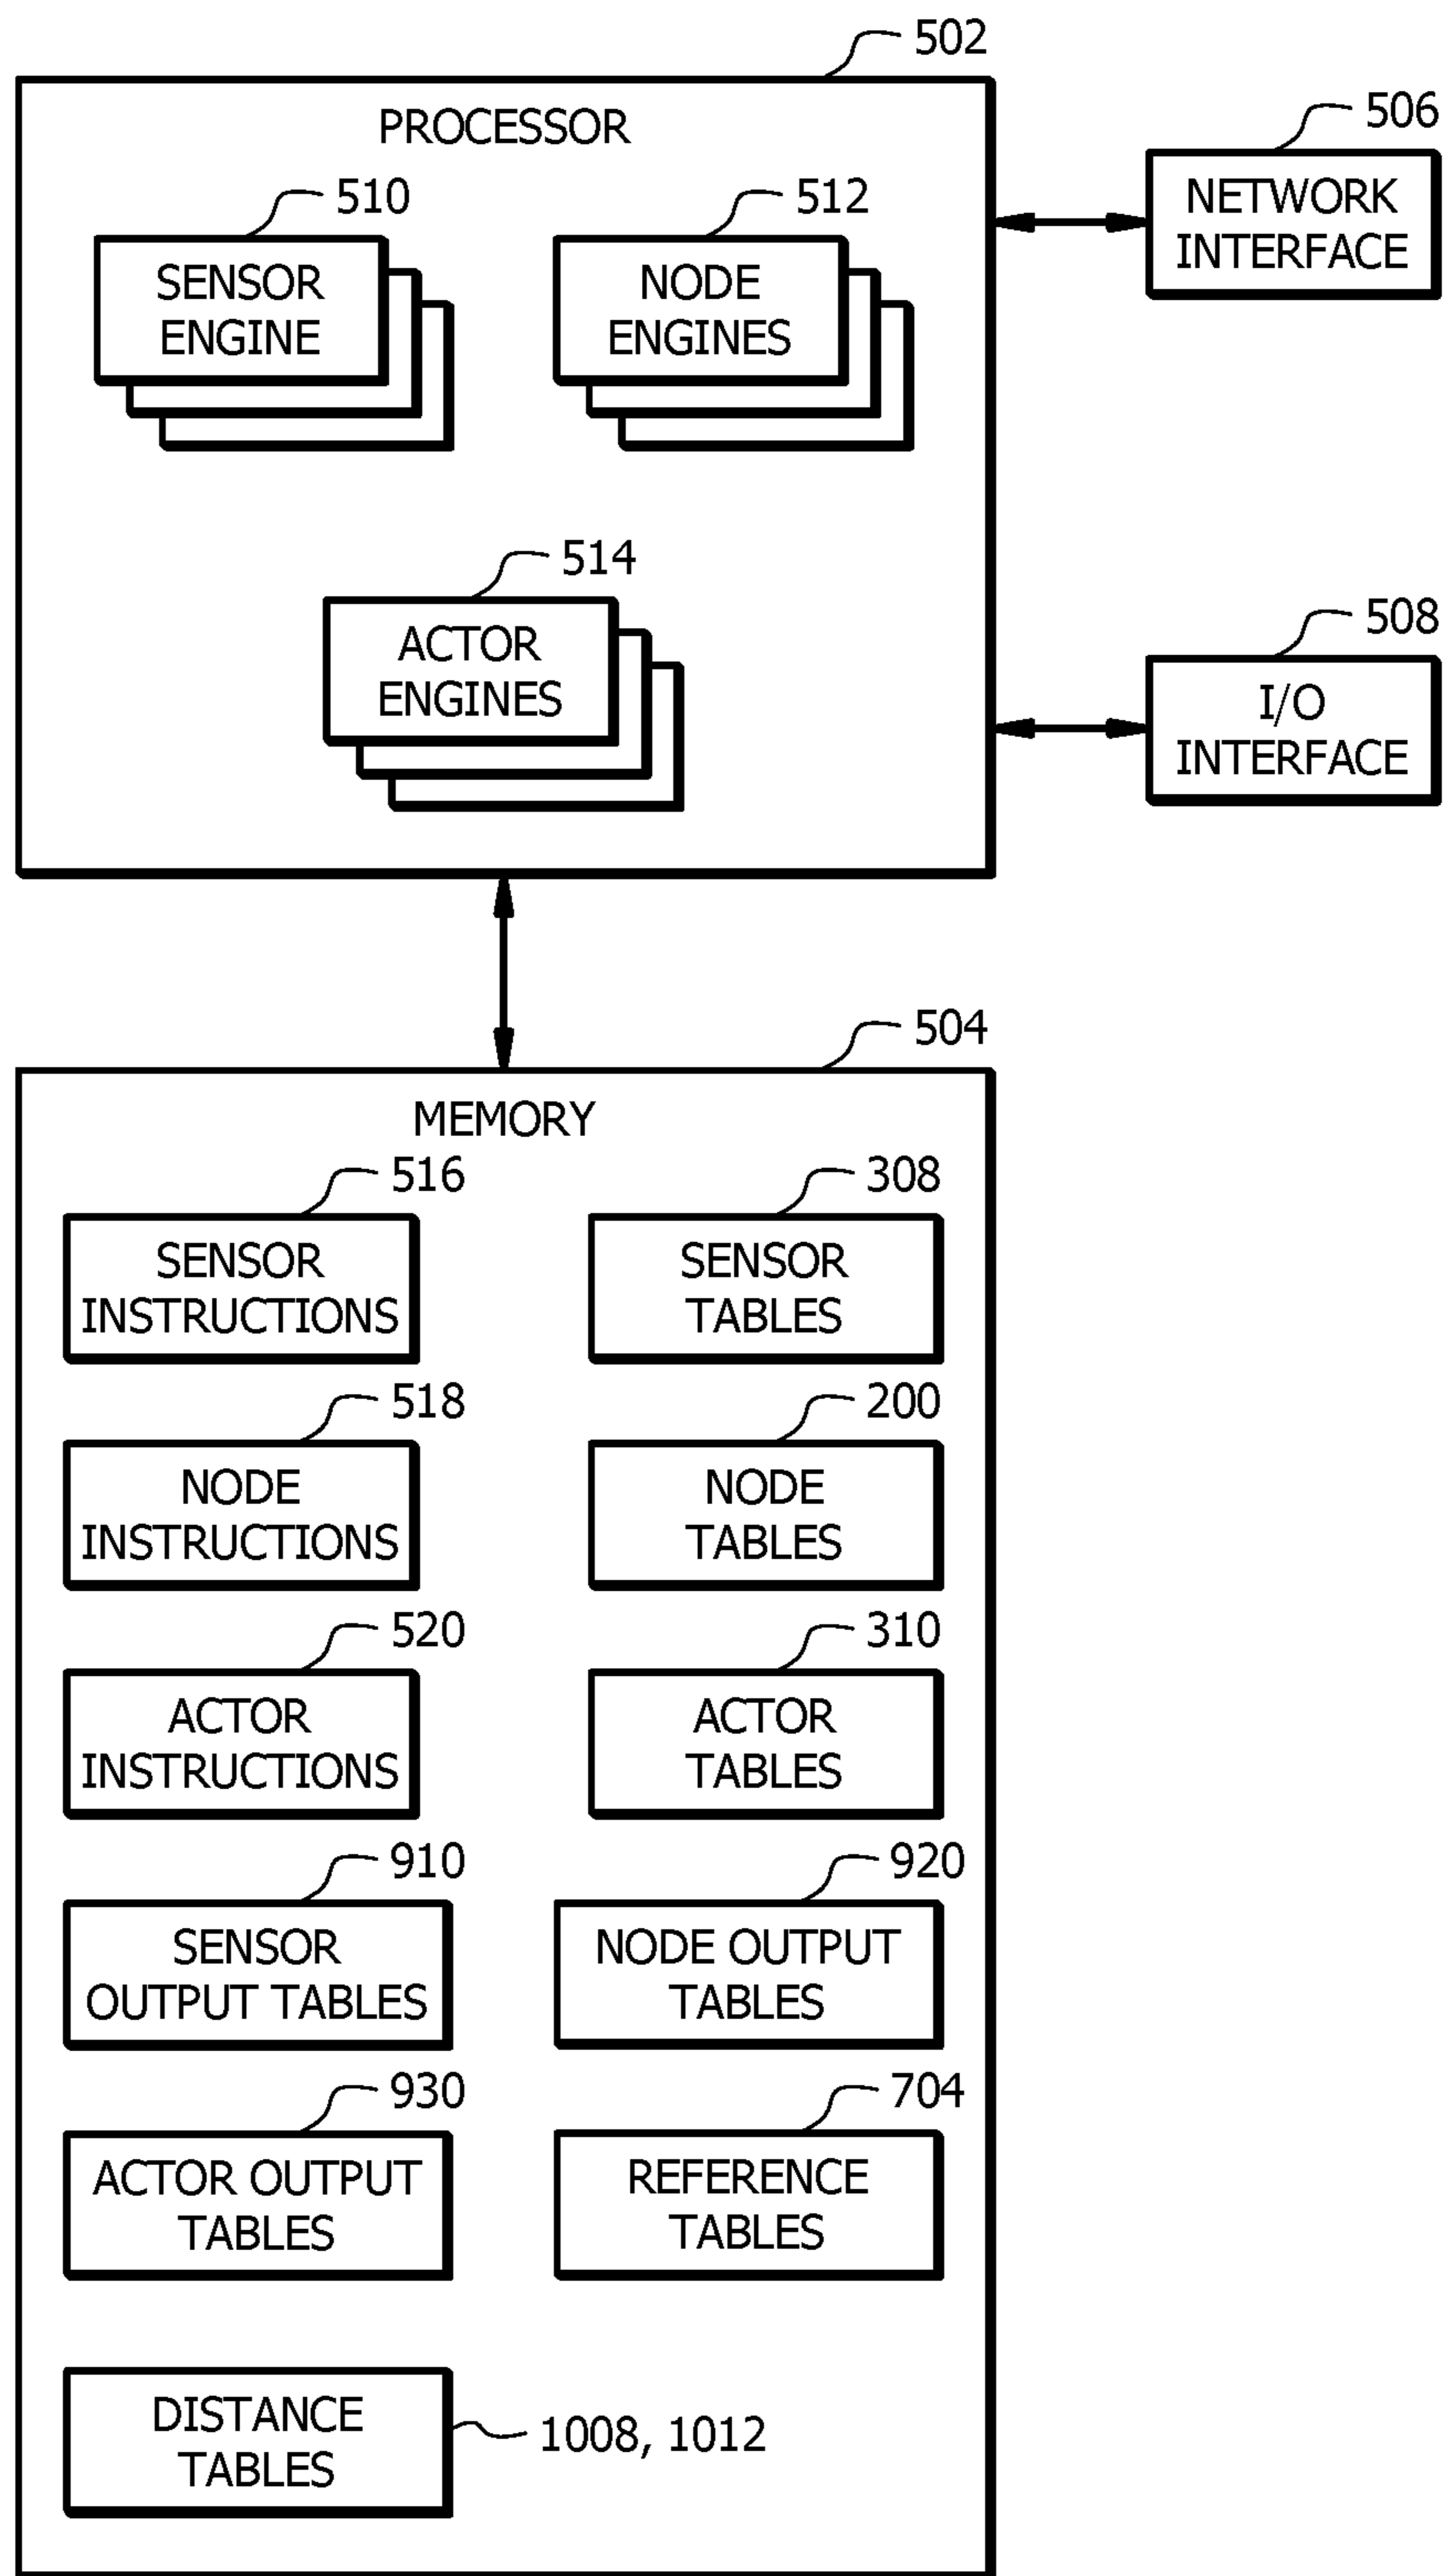 502
PROCESSOR
506
NETWORK
INTERFACE
510
SENSOR
ENGINE
512
NODE
ENGINES
514
ACTOR
ENGINES
508
I/O
INTERFACE
504
MEMORY
516
SENSOR
INSTRUCTIONS
308
SENSOR
TABLES
518
NODE
INSTRUCTIONS
200
NODE
TABLES
520
ACTOR
INSTRUCTIONS
310
ACTOR
TABLES
910
SENSOR
OUTPUT TABLES
920
NODE OUTPUT
TABLES
930
ACTOR OUTPUT
TABLES
704
REFERENCE
TABLES
DISTANCE
TABLES
1008, 1012